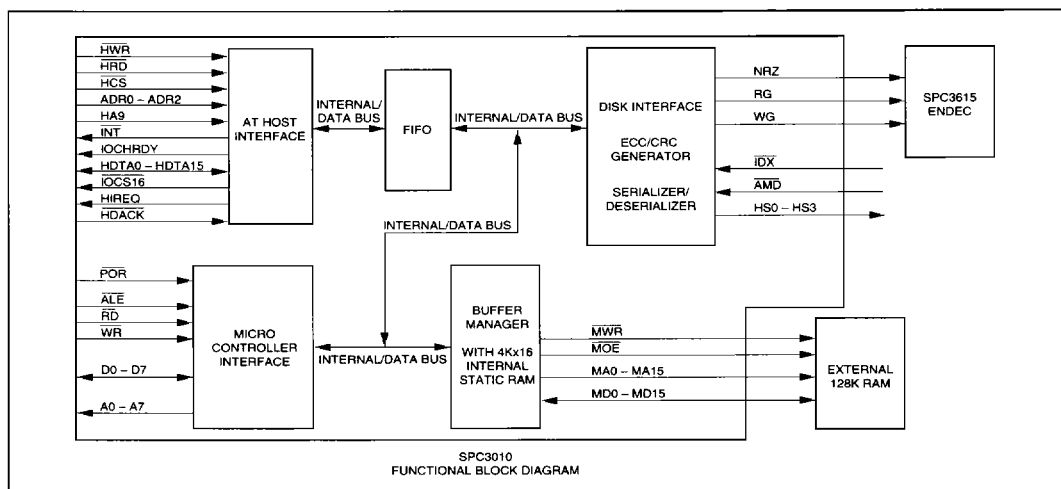 HWR
HRD
HCS
ADR0 – ADR2
HA9
INT
IOCHRDY
HDTA0 – HDTA15
IOCS16
HIREQ
HDACK
AT HOST
INTERFACE
INTERNAL/
DATA BUS
FIFO
INTERNAL/DATA BUS
DISK INTERFACE
ECC/CRC
GENERATOR
SERIALIZER/
DESERIALIZER
NRZ
RG
WG
IDX
AMD
HS0 – HS3
SPC3615
ENDEC
INTERNAL/DATA BUS
POR
ALE
RD
WR
D0 – D7
A0 – A7
MICRO
CONTROLLER
INTERFACE
INTERNAL/DATA BUS
BUFFER
MANAGER
WITH 4Kx16
INTERNAL
STATIC RAM
MWR
MOE
MA0 – MA15
MD0 – MD15
EXTERNAL
128K RAM
SPC3010
FUNCTIONAL BLOCK DIAGRAM